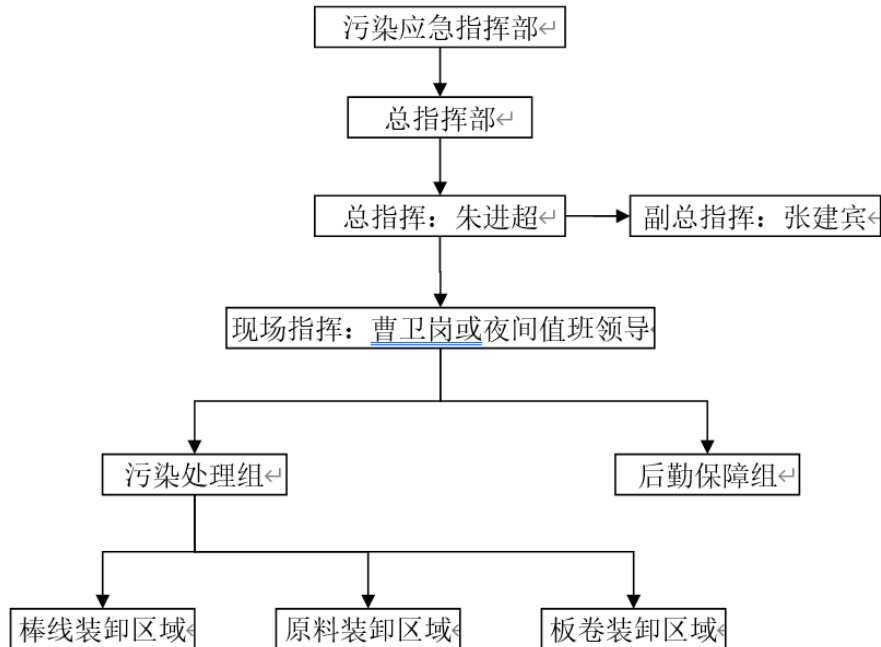 污染应急指挥部
总指挥部
总指挥：朱进超
副总指挥：张建宾
现场指挥：曹卫岗或夜间值班领导
污染处理组
后勤保障组
棒线装卸区域
原料装卸区域
板卷装卸区域